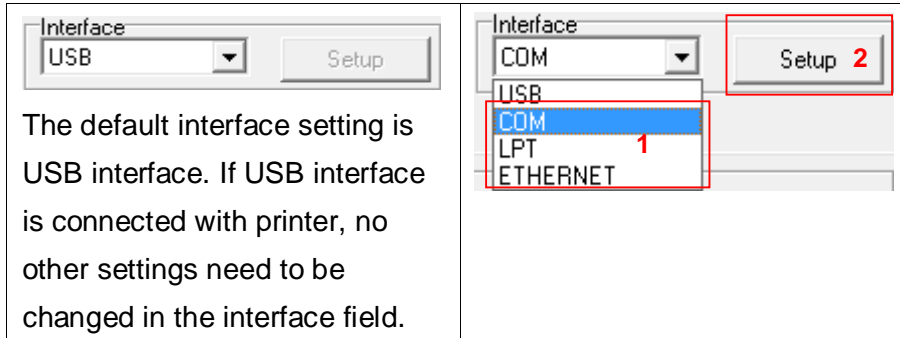 Interface
USB
Setup
The default interface setting is
USB interface. If USB interface
is connected with printer, no
other settings need to be
changed in the interface field.
Interface
COM
Setup 2
USB
COM
LPT 1
ETHERNET